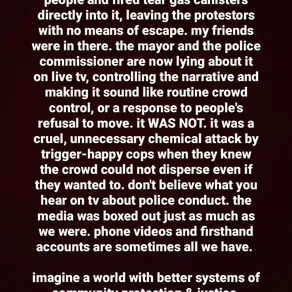 people and fired tear gas canisters
directly into it, leaving the protestors
with no means of escape. my friends
were in there. the mayor and the police
commissioner are now lying about it
on live tv, controlling the narrative and
making it sound like routine crowd
control, or a response to people's
refusal to move. it WAS NOT. it was a
cruel, unnecessary chemical attack by
trigger-happy cops when they knew
the crowd could not disperse even if
they wanted to. don't believe what you
hear on tv about police conduct. the
media was boxed out just as much as
we were. phone videos and firsthand
accounts are sometimes all we have.

imagine a world with better systems of
community protection & justice